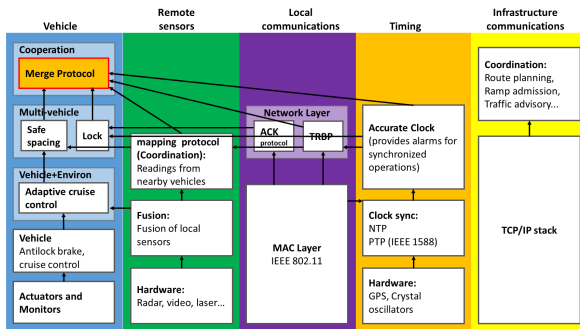 Vehicle
Remote
sensors
Local
communications
Timing
Infrastructure
communications
Cooperation
Merge Protocol
Multi-vehicle
Safe
spacing
Lock
Vehicle+Environ
Adaptive cruise
control
Vehicle
Antilock brake,
cruise control
Actuators and
Monitors
mapping protocol
(Coordination):
Readings from
nearby vehicles
Fusion:
Fusion of local
sensors
Hardware:
Radar, video, laser...
Network Layer
ACK
protocol
TRBP
MAC Layer
IEEE 802.11
Accurate Clock
(provides alarms for
synchronized
operations)
Clock sync:
NTP
PTP (IEEE 1588)
Hardware:
GPS, Crystal
oscillators
Coordination:
Route planning,
Ramp admission,
Traffic advisory...
TCP/IP stack